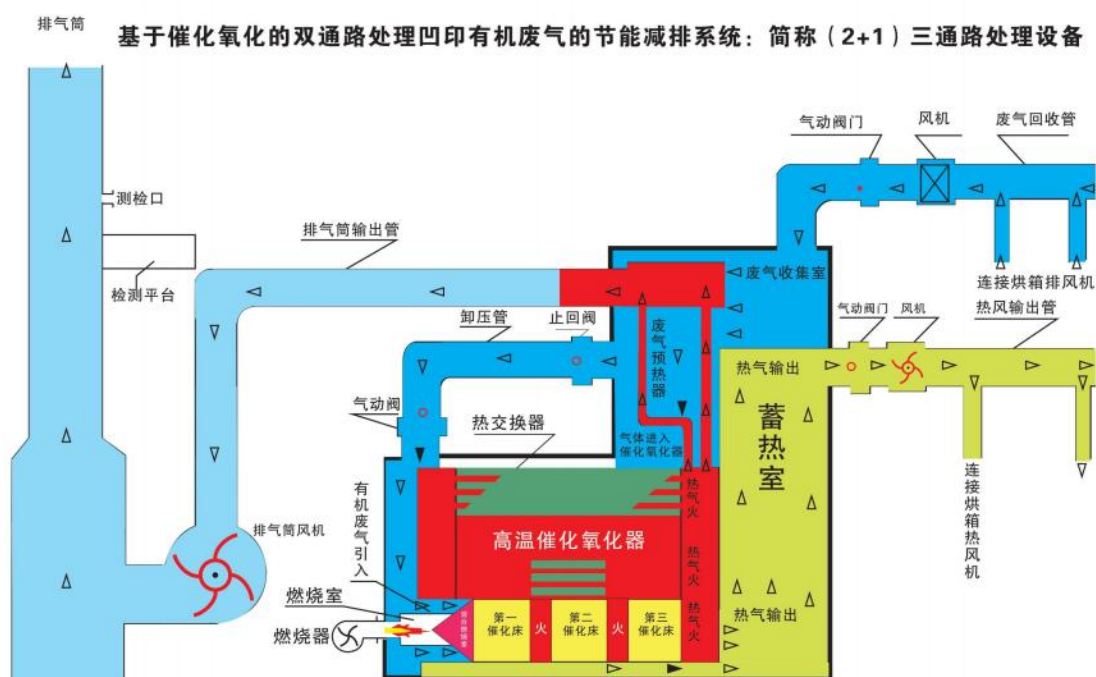 排气筒
基于催化氧化的双通路处理凹印有机废气的节能减排系统：简称（2+1）三通路处理设备
气动阀门
风机
废气回收管
测检口
排气筒输出管
检测平台
废气收集室
连接烘箱排风机
气动阀门
风机
热风输出管
卸压管
止回阀
废气预热器
热气输出
蓄热室
气动阀
热交换器
气体进入
催化氧化器
连接烘箱热风机
有机废气引入
热气火
排气筒风机
高温催化氧化器
热气火
燃烧室
热气火
热气输出
燃烧器
第一
催化床
火
第二
催化床
火
第三
催化床